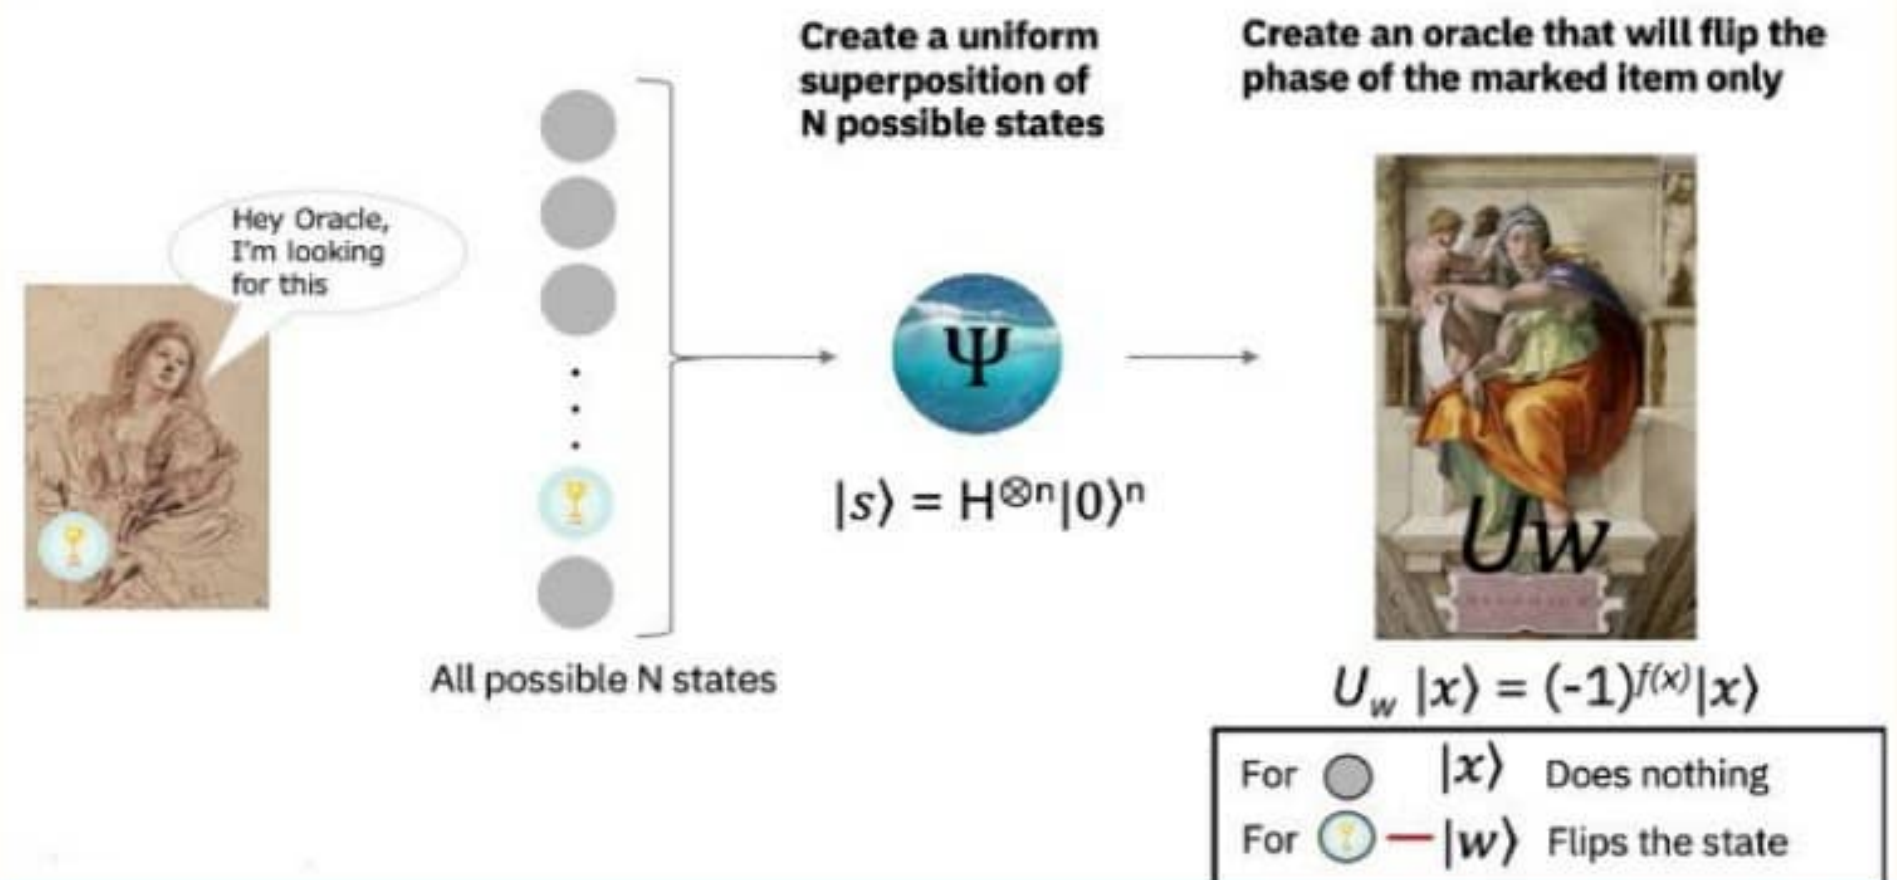 Create a uniform
superposition of
N possible states
Create an oracle that will flip the
phase of the marked item only
Hey Oracle,
I'm looking
for this
Ψ
|s⟩ = H⊗n|0⟩ⁿ
All possible N states
Uw
U_w |x⟩ = (-1)^f(x)|x⟩
For |x⟩ Does nothing
For —|w⟩ Flips the state